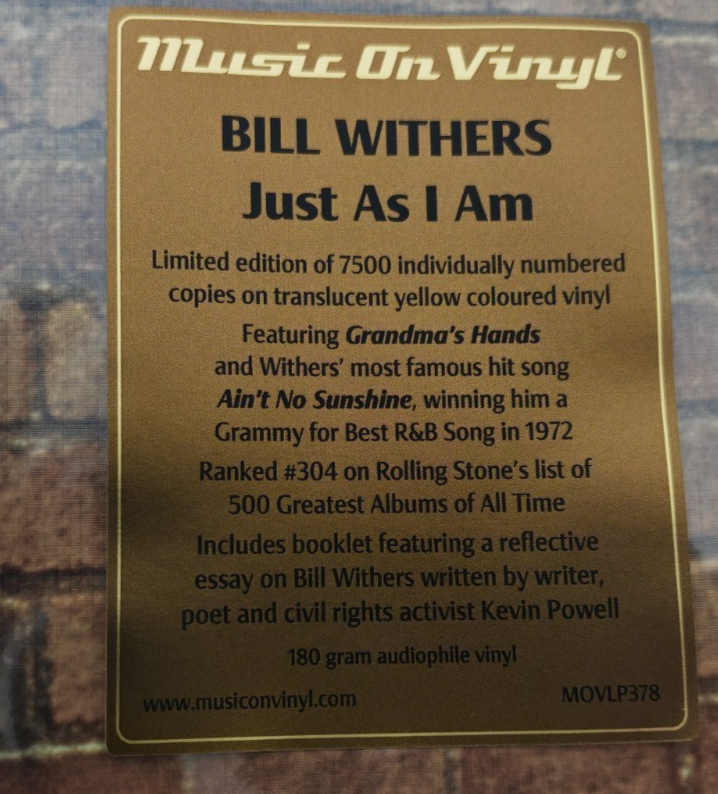 Music On Vinyl®
BILL WITHERS
Just As I Am
Limited edition of 7500 individually numbered
copies on translucent yellow coloured vinyl
Featuring Grandma's Hands
and Withers' most famous hit song
Ain't No Sunshine, winning him a
Grammy for Best R&B Song in 1972
Ranked #304 on Rolling Stone's list of
500 Greatest Albums of All Time
Includes booklet featuring a reflective
essay on Bill Withers written by writer,
poet and civil rights activist Kevin Powell
180 gram audiophile vinyl
www.musiconvinyl.com MOVLP378